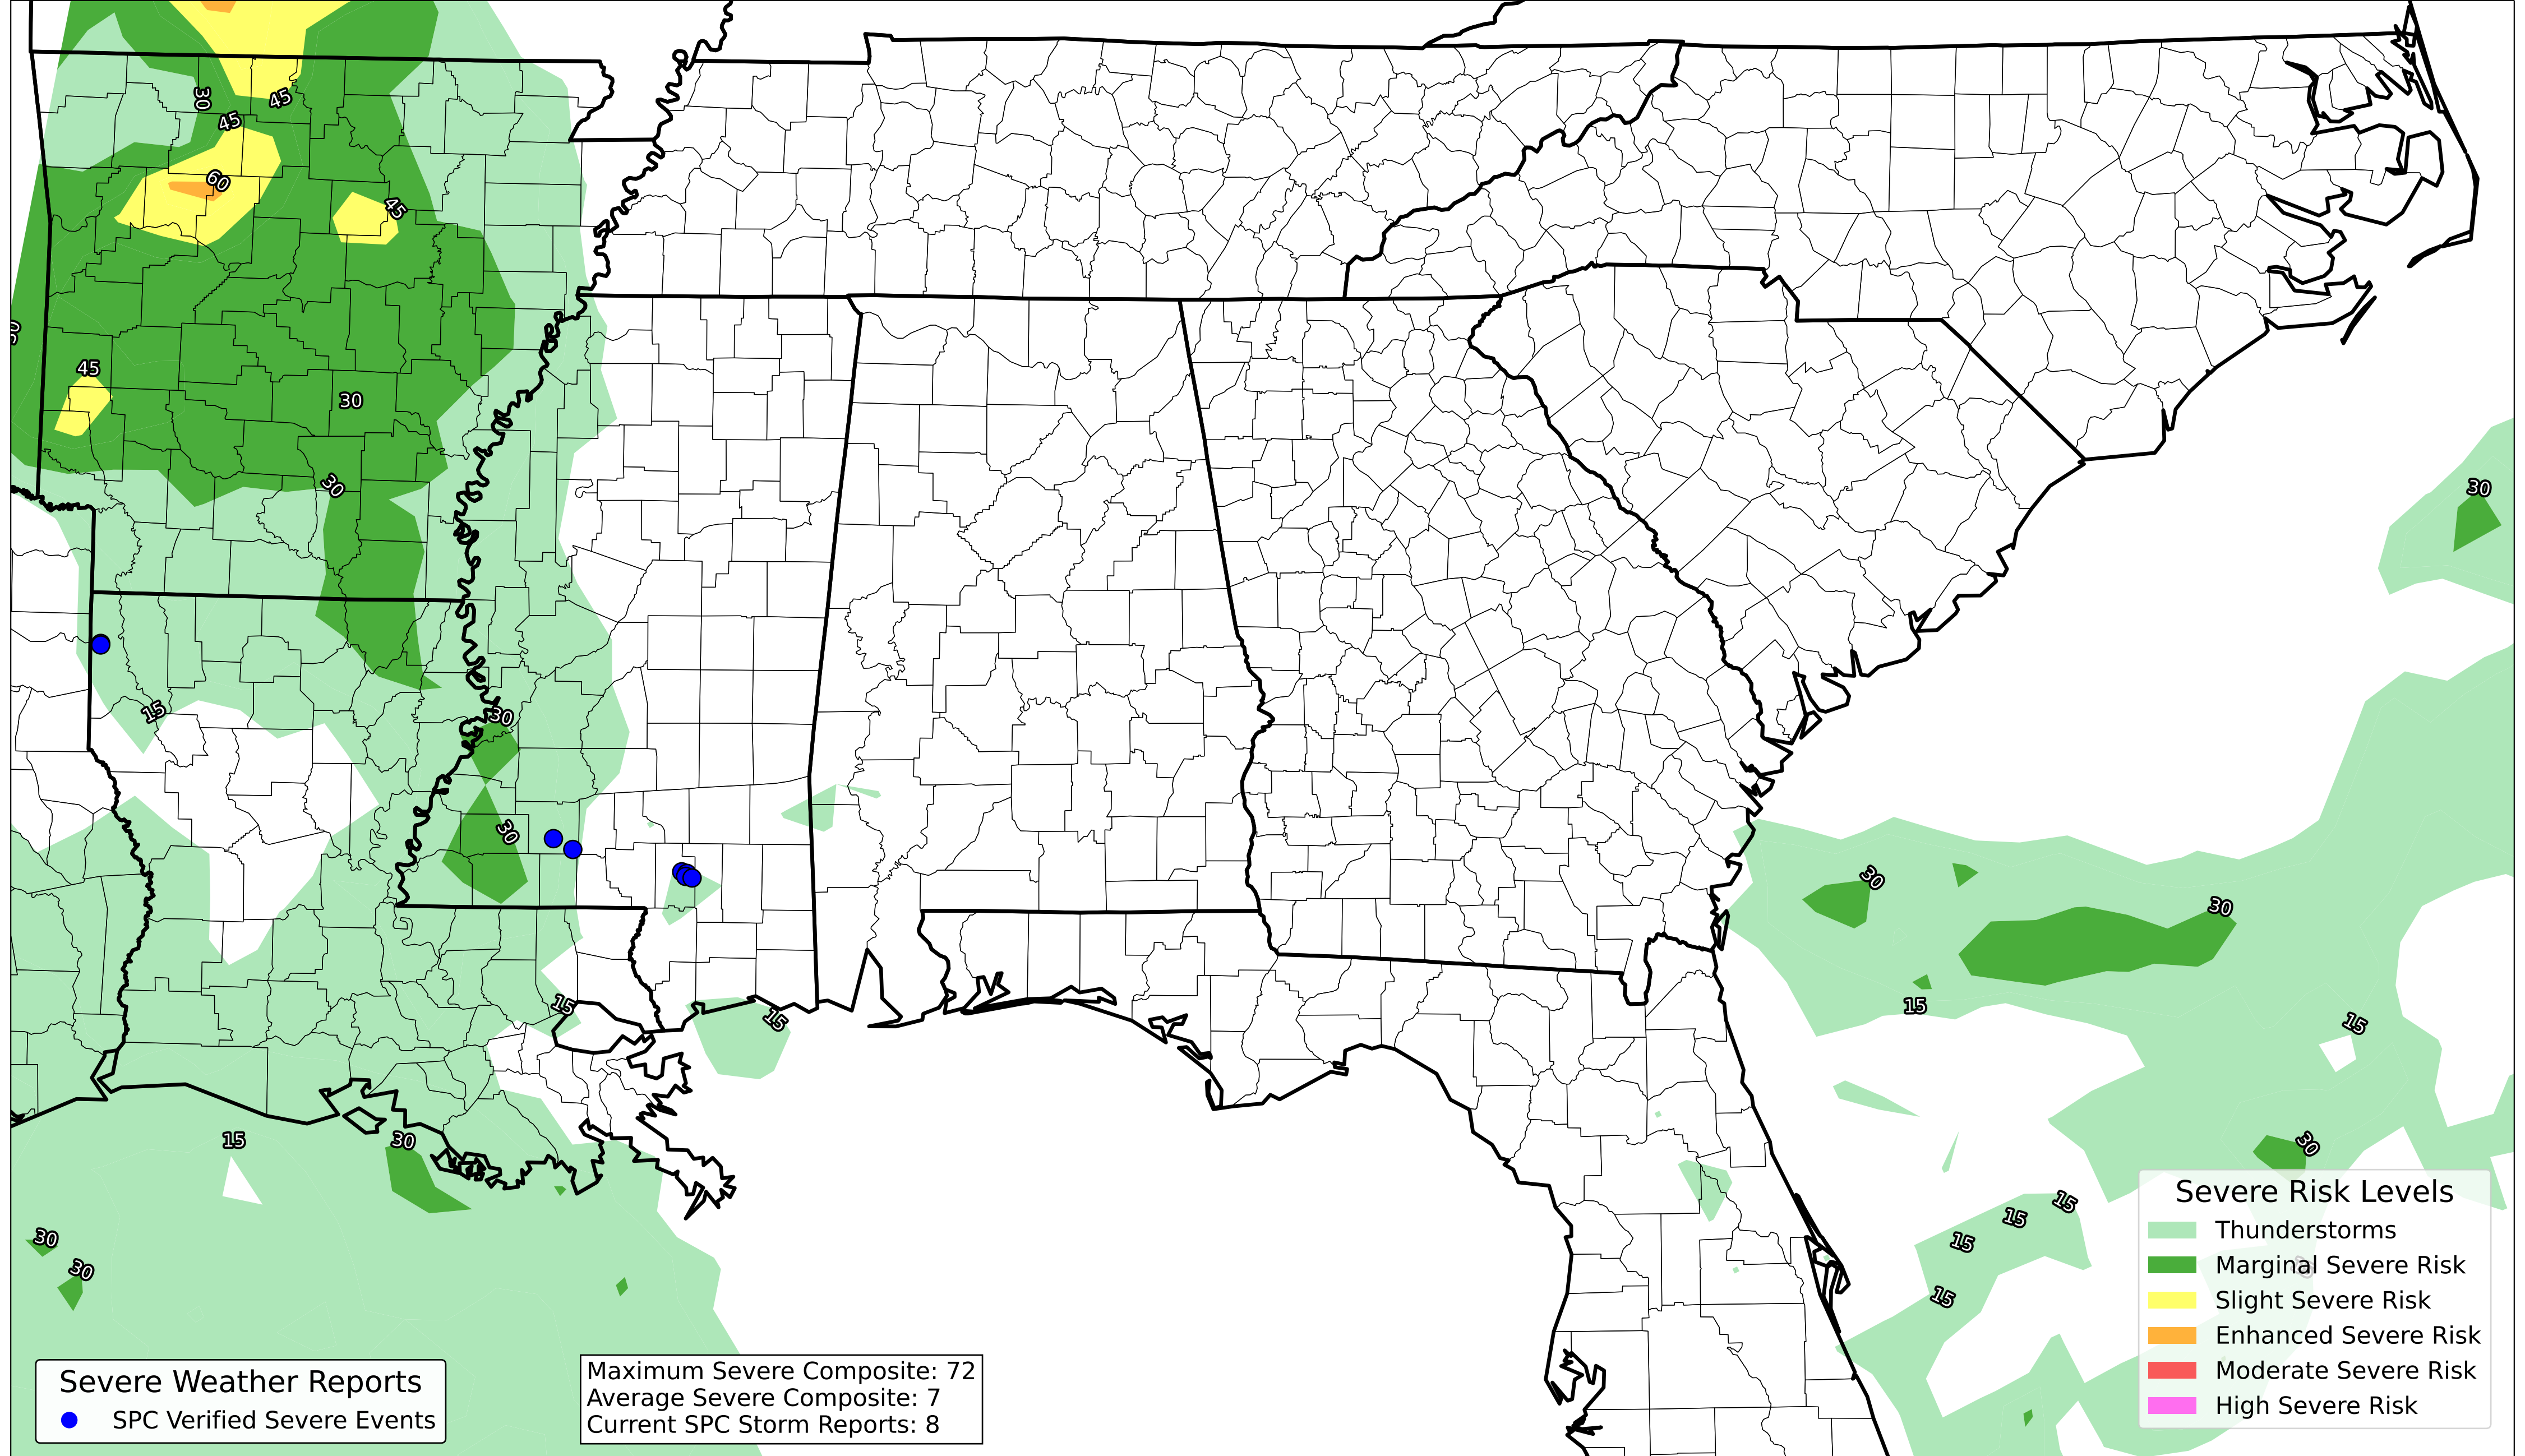 30
45
45
60
45
45
30
30
30
30
15
30
30
15
15
30
30
15
15
15
30
30
30
30
15
15
15
15
30
Severe Risk Levels
Thunderstorms
Marginal Severe Risk
Slight Severe Risk
Enhanced Severe Risk
Moderate Severe Risk
High Severe Risk
Severe Weather Reports
SPC Verified Severe Events
Maximum Severe Composite: 72
Average Severe Composite: 7
Current SPC Storm Reports: 8